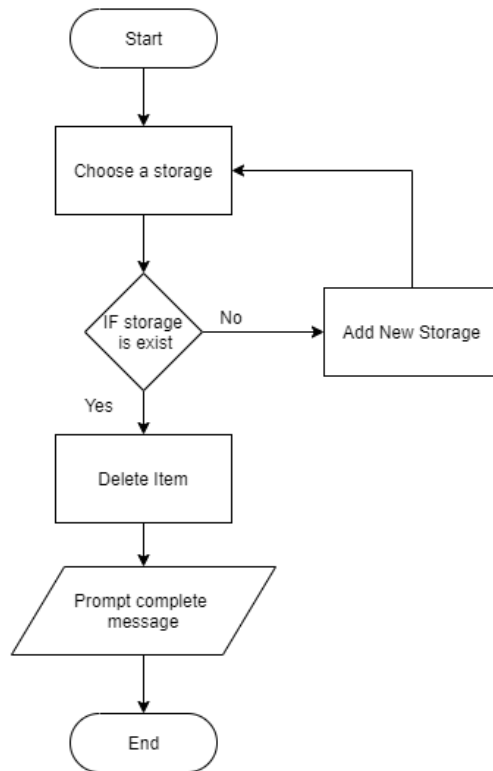 Start
Choose a storage
IF storage
is exist
No
Add New Storage
Yes
Delete Item
Prompt complete
message
End